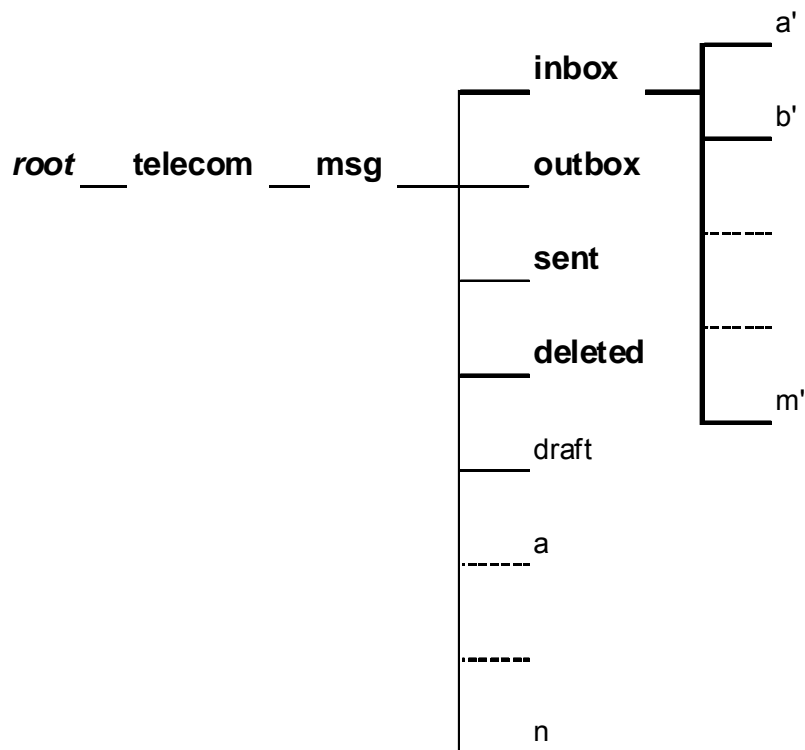 a'
inbox
b'
root telecom msg outbox
sent
deleted
m'
draft
a
n